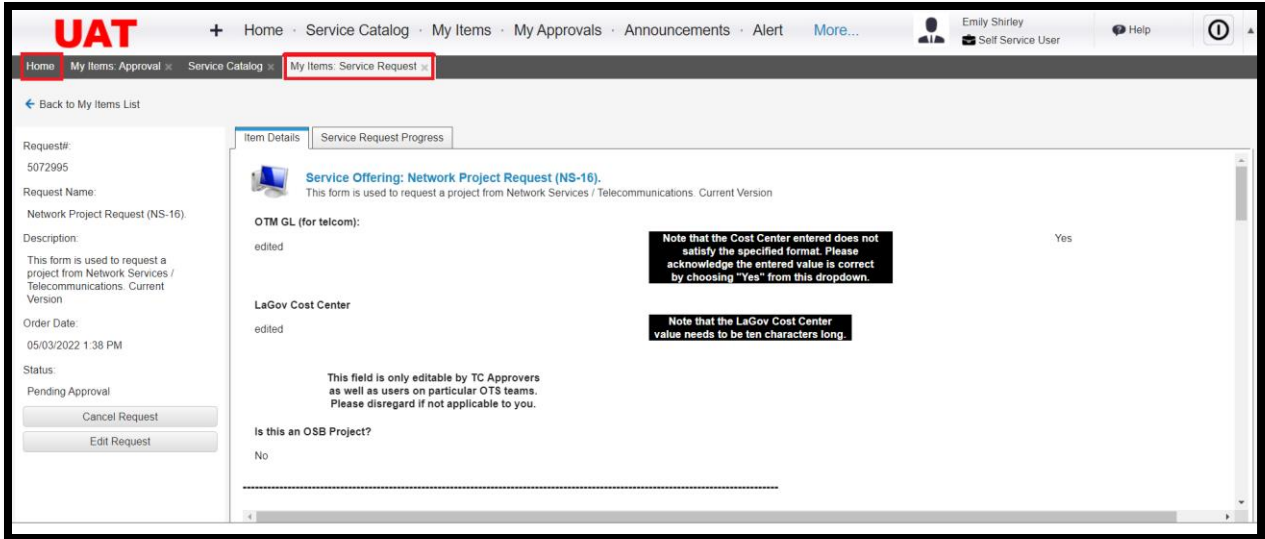 UAT
+ Home · Service Catalog · My Items · My Approvals · Announcements · Alert More...
Emily Shirley
Self Service User
Help
Home My Items: Approval × Service Catalog × My Items: Service Request ×
Back to My Items List
Request#:
5072995
Request Name:
Network Project Request (NS-16).
Description:
This form is used to request a
project from Network Services /
Telecommunications. Current
Version
Order Date:
05/03/2022 1:38 PM
Status:
Pending Approval
Cancel Request
Edit Request
Item Details Service Request Progress
Service Offering: Network Project Request (NS-16).
This form is used to request a project from Network Services / Telecommunications. Current Version
OTM GL (for telcom):
edited
Note that the Cost Center entered does not
satisfy the specified format. Please
acknowledge the entered value is correct
by choosing "Yes" from this dropdown.
Yes
LaGov Cost Center
edited
Note that the LaGov Cost Center
value needs to be ten characters long.
This field is only editable by TC Approvers
as well as users on particular OTS teams.
Please disregard if not applicable to you.
Is this an OSB Project?
No